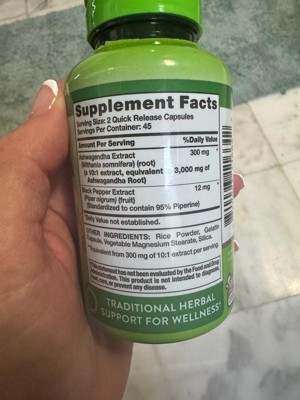 Supplement Facts
Serving Size: 2 Quick Release Capsules
Servings Per Container: 45
Amount Per Serving %Daily Value
Ashwagandha Extract 300 mg *
(Withania somnifera) (root)
(a 10:1 extract, equivalent 3,000 mg of
Ashwagandha Root)
Black Pepper Extract 12 mg *
(Piper nigrum) (fruit)
(Standardized to contain 95% Piperine)
*Daily Value not established.
OTHER INGREDIENTS: Rice Powder, Gelatin
Capsule, Vegetable Magnesium Stearate, Silica.
*Equivalent from 300 mg of 10:1 extract per serving.
This statement has not been evaluated by the Food and Drug
Administration. This product is not intended to diagnose,
treat, cure, or prevent any disease.
TRADITIONAL HERBAL
SUPPORT FOR WELLNESS*